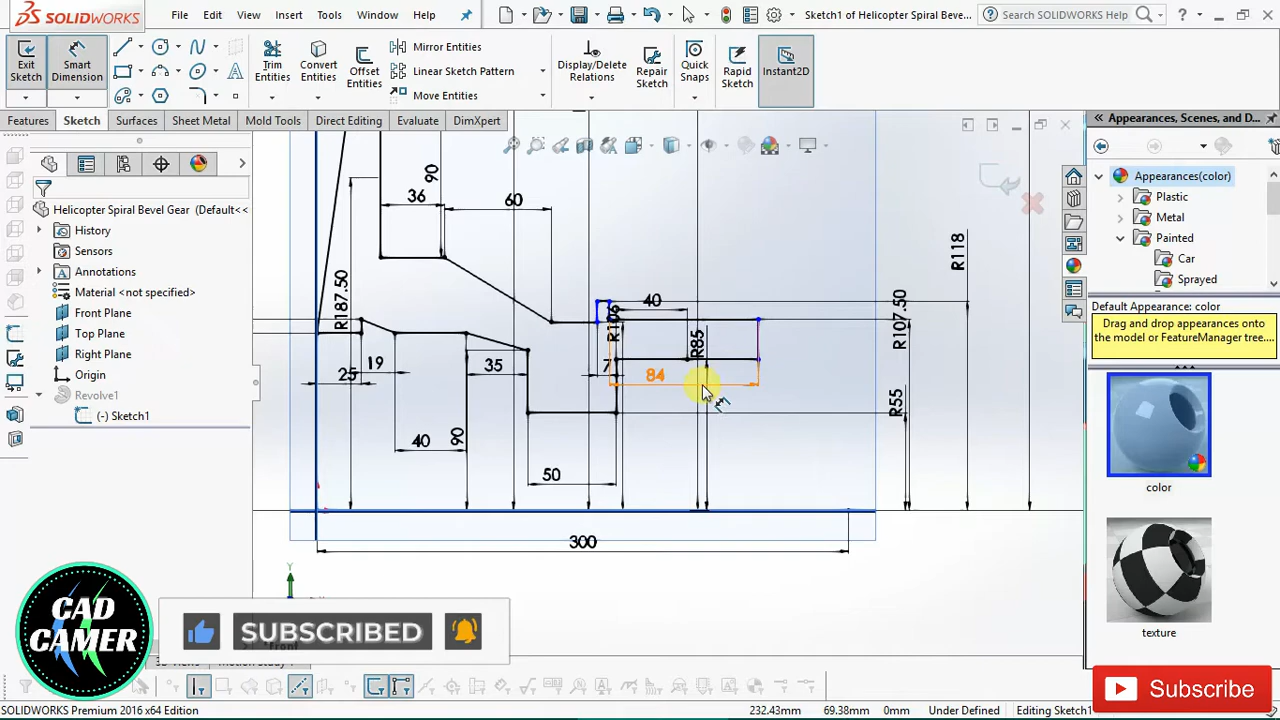 SOLIDWORKS
File Edit View Insert Tools Window Help
Sketch1 of Helicopter Spiral Beve...
Search SOLIDWORKS Help
Exit Sketch
Smart Dimension
Trim Entities
Convert Entities
Offset Entities
Mirror Entities
Linear Sketch Pattern
Move Entities
Display/Delete Relations
Repair Sketch
Quick Snaps
Rapid Sketch
Instant2D
Features Sketch Surfaces Sheet Metal Mold Tools Direct Editing Evaluate DimXpert
Helicopter Spiral Bevel Gear (Default<<
History
Sensors
Annotations
Material <not specified>
Front Plane
Top Plane
Right Plane
Origin
Revolve1
(-) Sketch1
90
36
60
R187.50
40
R106
R85
R118
R107.50
R55
19
25
35
7
84
40
90
50
300
Y
Appearances, Scenes, and D...
Appearances(color)
Plastic
Metal
Painted
Car
Sprayed
Default Appearance: color
Drag and drop appearances onto
the model or FeatureManager tree....
color
texture
CAD
CAMER
SUBSCRIBED
Subscribe
SOLIDWORKS Premium 2016 x64 Edition
232.43mm 69.38mm 0mm Under Defined Editing Sketch1